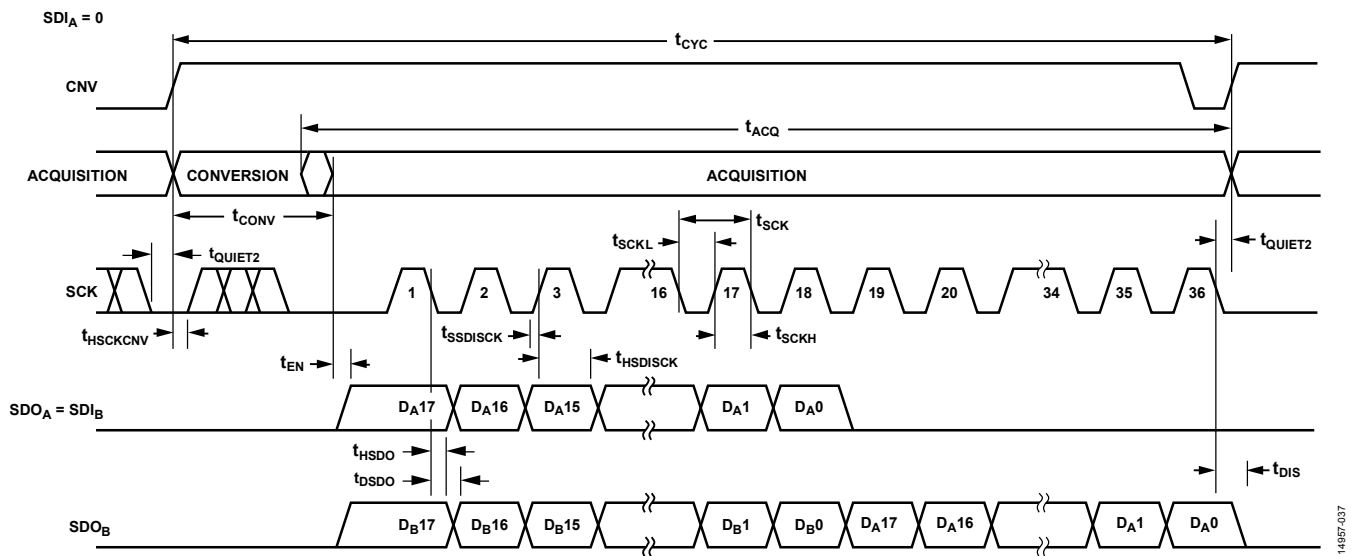 SDIA = 0
tCYC
CNV
tACQ
ACQUISITION CONVERSION ACQUISITION
tCONV
tSCK
tSCKL
tQUIET2 tQUIET2
SCK 1 2 3 16 17 18 19 20 34 35 36
tHSCKCNV tSSDISCK tSCKH
tEN tHSDISCK
SDOA = SDIB DA17 DA16 DA15 DA1 DA0
tHSDO
tDSDO
tDIS
SDOB DB17 DB16 DB15 DB1 DB0 DA17 DA16 DA1 DA0
14957-037